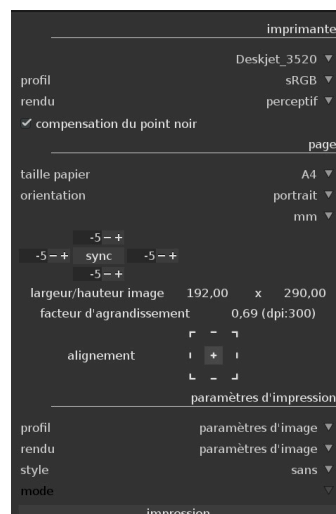 imprimante
Deskjet_3520
profil sRGB
rendu perceptif
compensation du point noir
page
taille papier A4
orientation portrait
mm
-5 − +
-5 − + sync -5 − +
-5 − +
largeur/hauteur image 192,00 x 290,00
facteur d'agrandissement 0,69 (dpi:300)
alignement
paramètres d'impression
profil paramètres d'image
rendu paramètres d'image
style sans
mode
impression